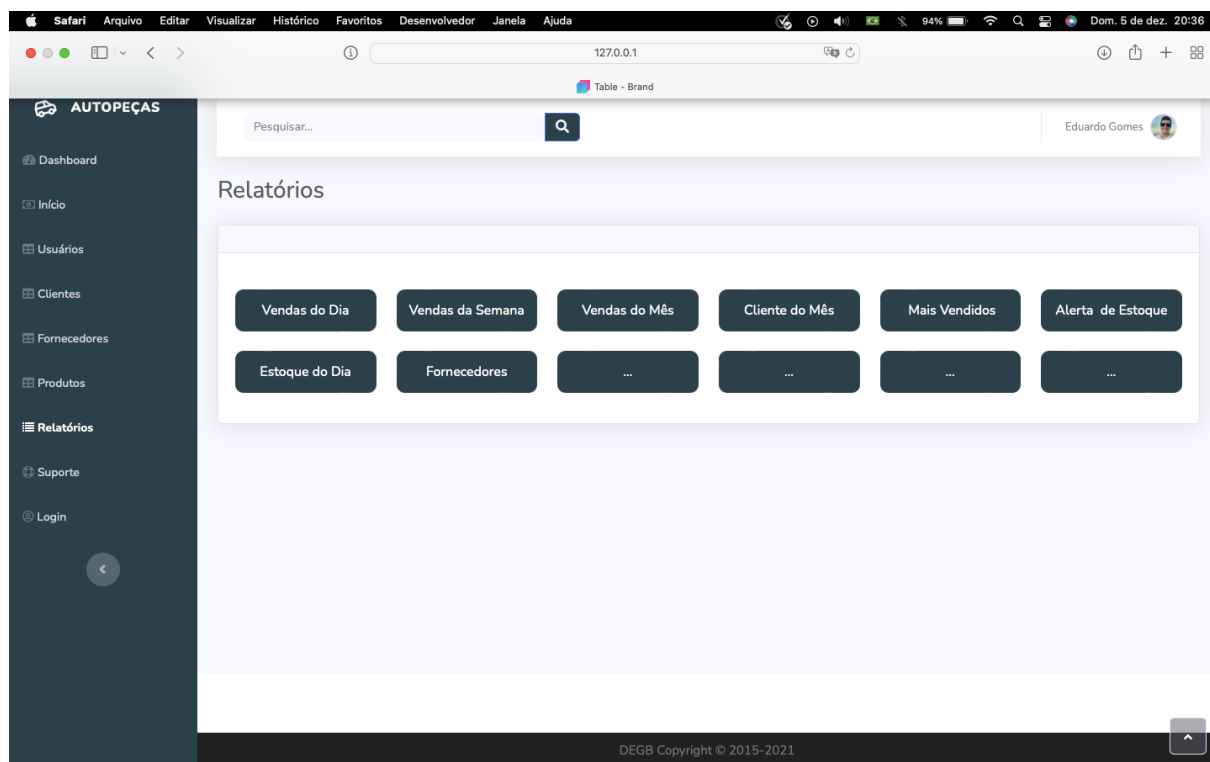 Safari Arquivo Editar Visualizar Histórico Favoritos Desenvolvedor Janela Ajuda 94% Dom. 5 de dez. 20:36
127.0.0.1
Table - Brand
AUTOPEÇAS
Pesquisar...
Eduardo Gomes
Dashboard
Início
Usuários
Clientes
Fornecedores
Produtos
Relatórios
Suporte
Login
Relatórios
Vendas do Dia Vendas da Semana Vendas do Mês Cliente do Mês Mais Vendidos Alerta de Estoque
Estoque do Dia Fornecedores ... ... ... ...
DEGB Copyright © 2015-2021